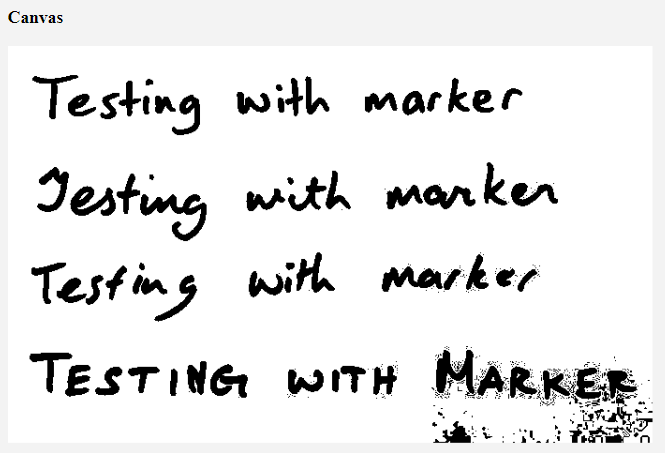 Canvas
Testing with marker
Testing with marker
Testing with marker
TESTING WITH MARKER